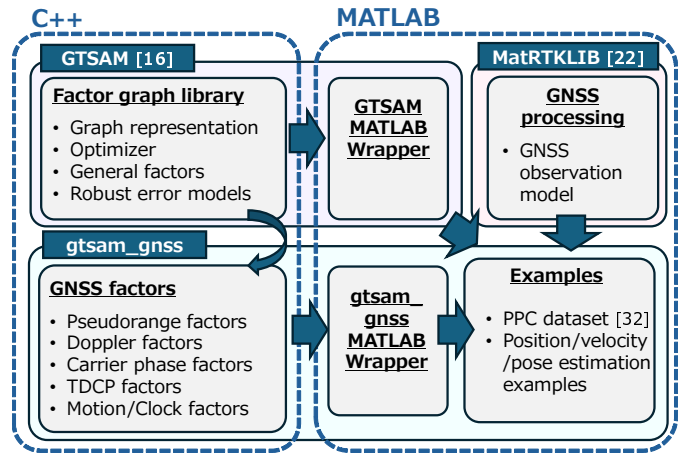 C++
MATLAB
GTSAM [16]
MatRTKLIB [22]
Factor graph library
• Graph representation
• Optimizer
• General factors
• Robust error models
GTSAM
MATLAB
Wrapper
GNSS
processing
• GNSS
observation
model
gtsam_gnss
GNSS factors
• Pseudorange factors
• Doppler factors
• Carrier phase factors
• TDCP factors
• Motion/Clock factors
gtsam_
gnss
MATLAB
Wrapper
Examples
• PPC dataset [32]
• Position/velocity
/pose estimation
examples